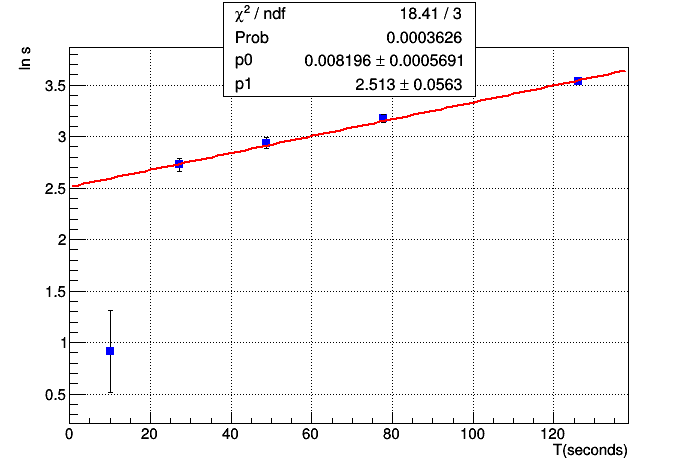 χ² / ndf 18.41 / 3
Prob 0.0003626
p0 0.008196 ± 0.0005691
p1 2.513 ± 0.0563
ln s
3.5
3
2.5
2
1.5
1
0.5
0 20 40 60 80 100 120
T(seconds)